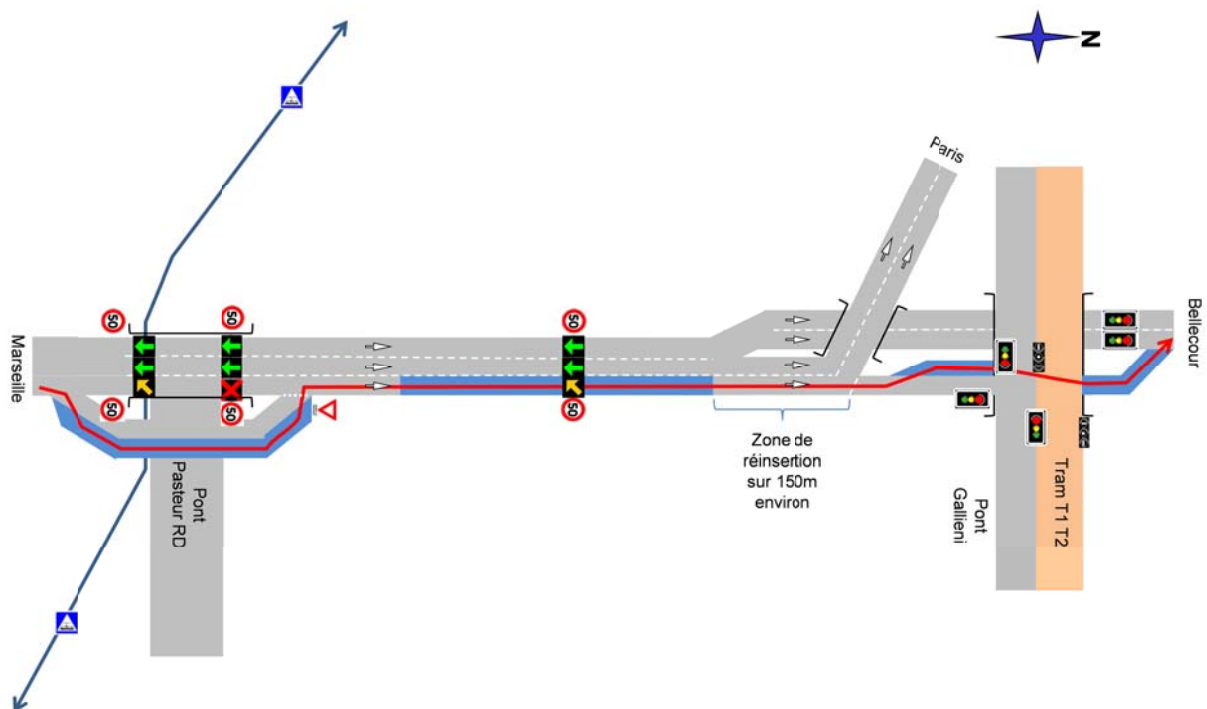 N
Paris
Bellecour
Marseille
50
50
50
50
50
50
Zone de
réinsertion
sur 150m
environ
Pont
Pasteur RD
Pont
Gallieni
Tram T1 T2